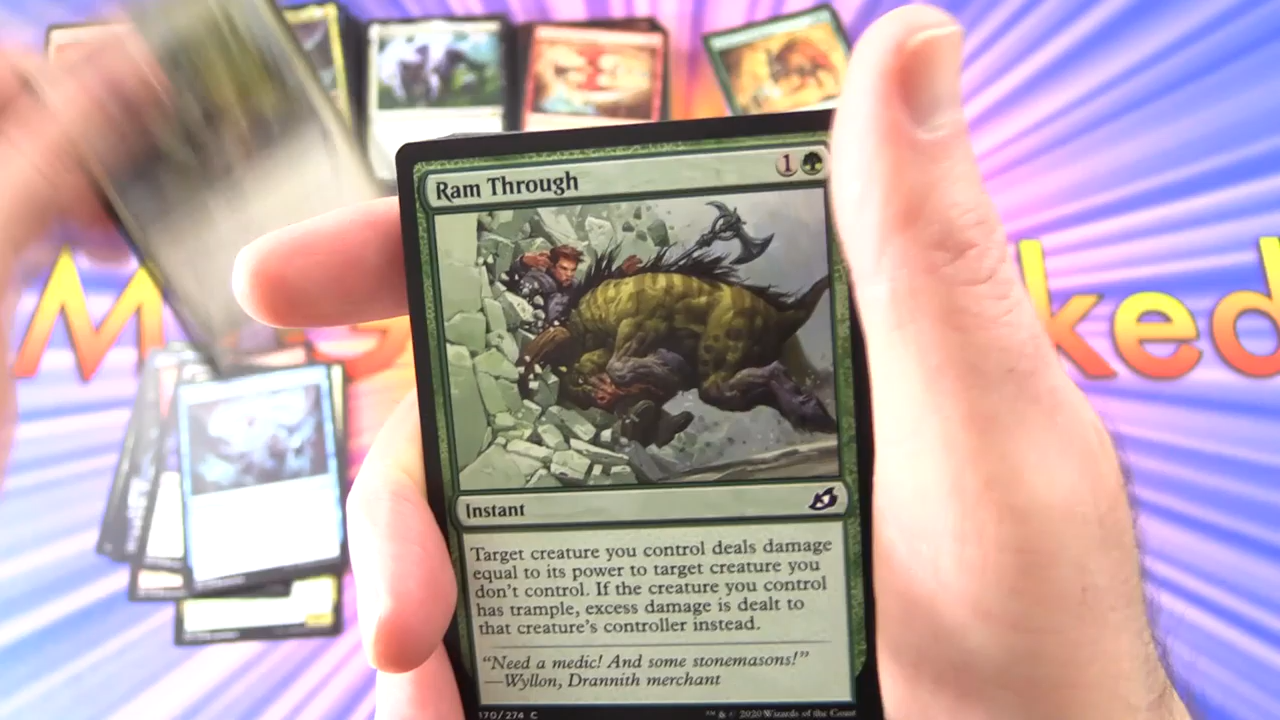 Ram Through
1
Instant
Target creature you control deals damage
equal to its power to target creature you
don't control. If the creature you control
has trample, excess damage is dealt to
that creature's controller instead.
"Need a medic! And some stonemasons!"
—Wyllon, Drannith merchant
170/274 C
™ & © 2020 Wizards of the Coast
ked